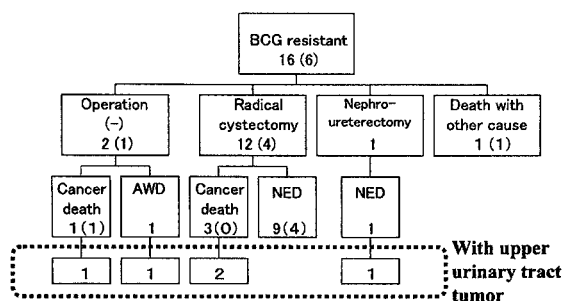 BCG resistant
16 (6)
Operation
(-)
2 (1)
Radical
cystectomy
12 (4)
Nephro-
ureterectomy
1
Death with
other cause
1 (1)
Cancer
death
1 (1)
AWD
1
Cancer
death
3(0)
NED
9(4)
NED
1
1
1
2
1
With upper
urinary tract
tumor